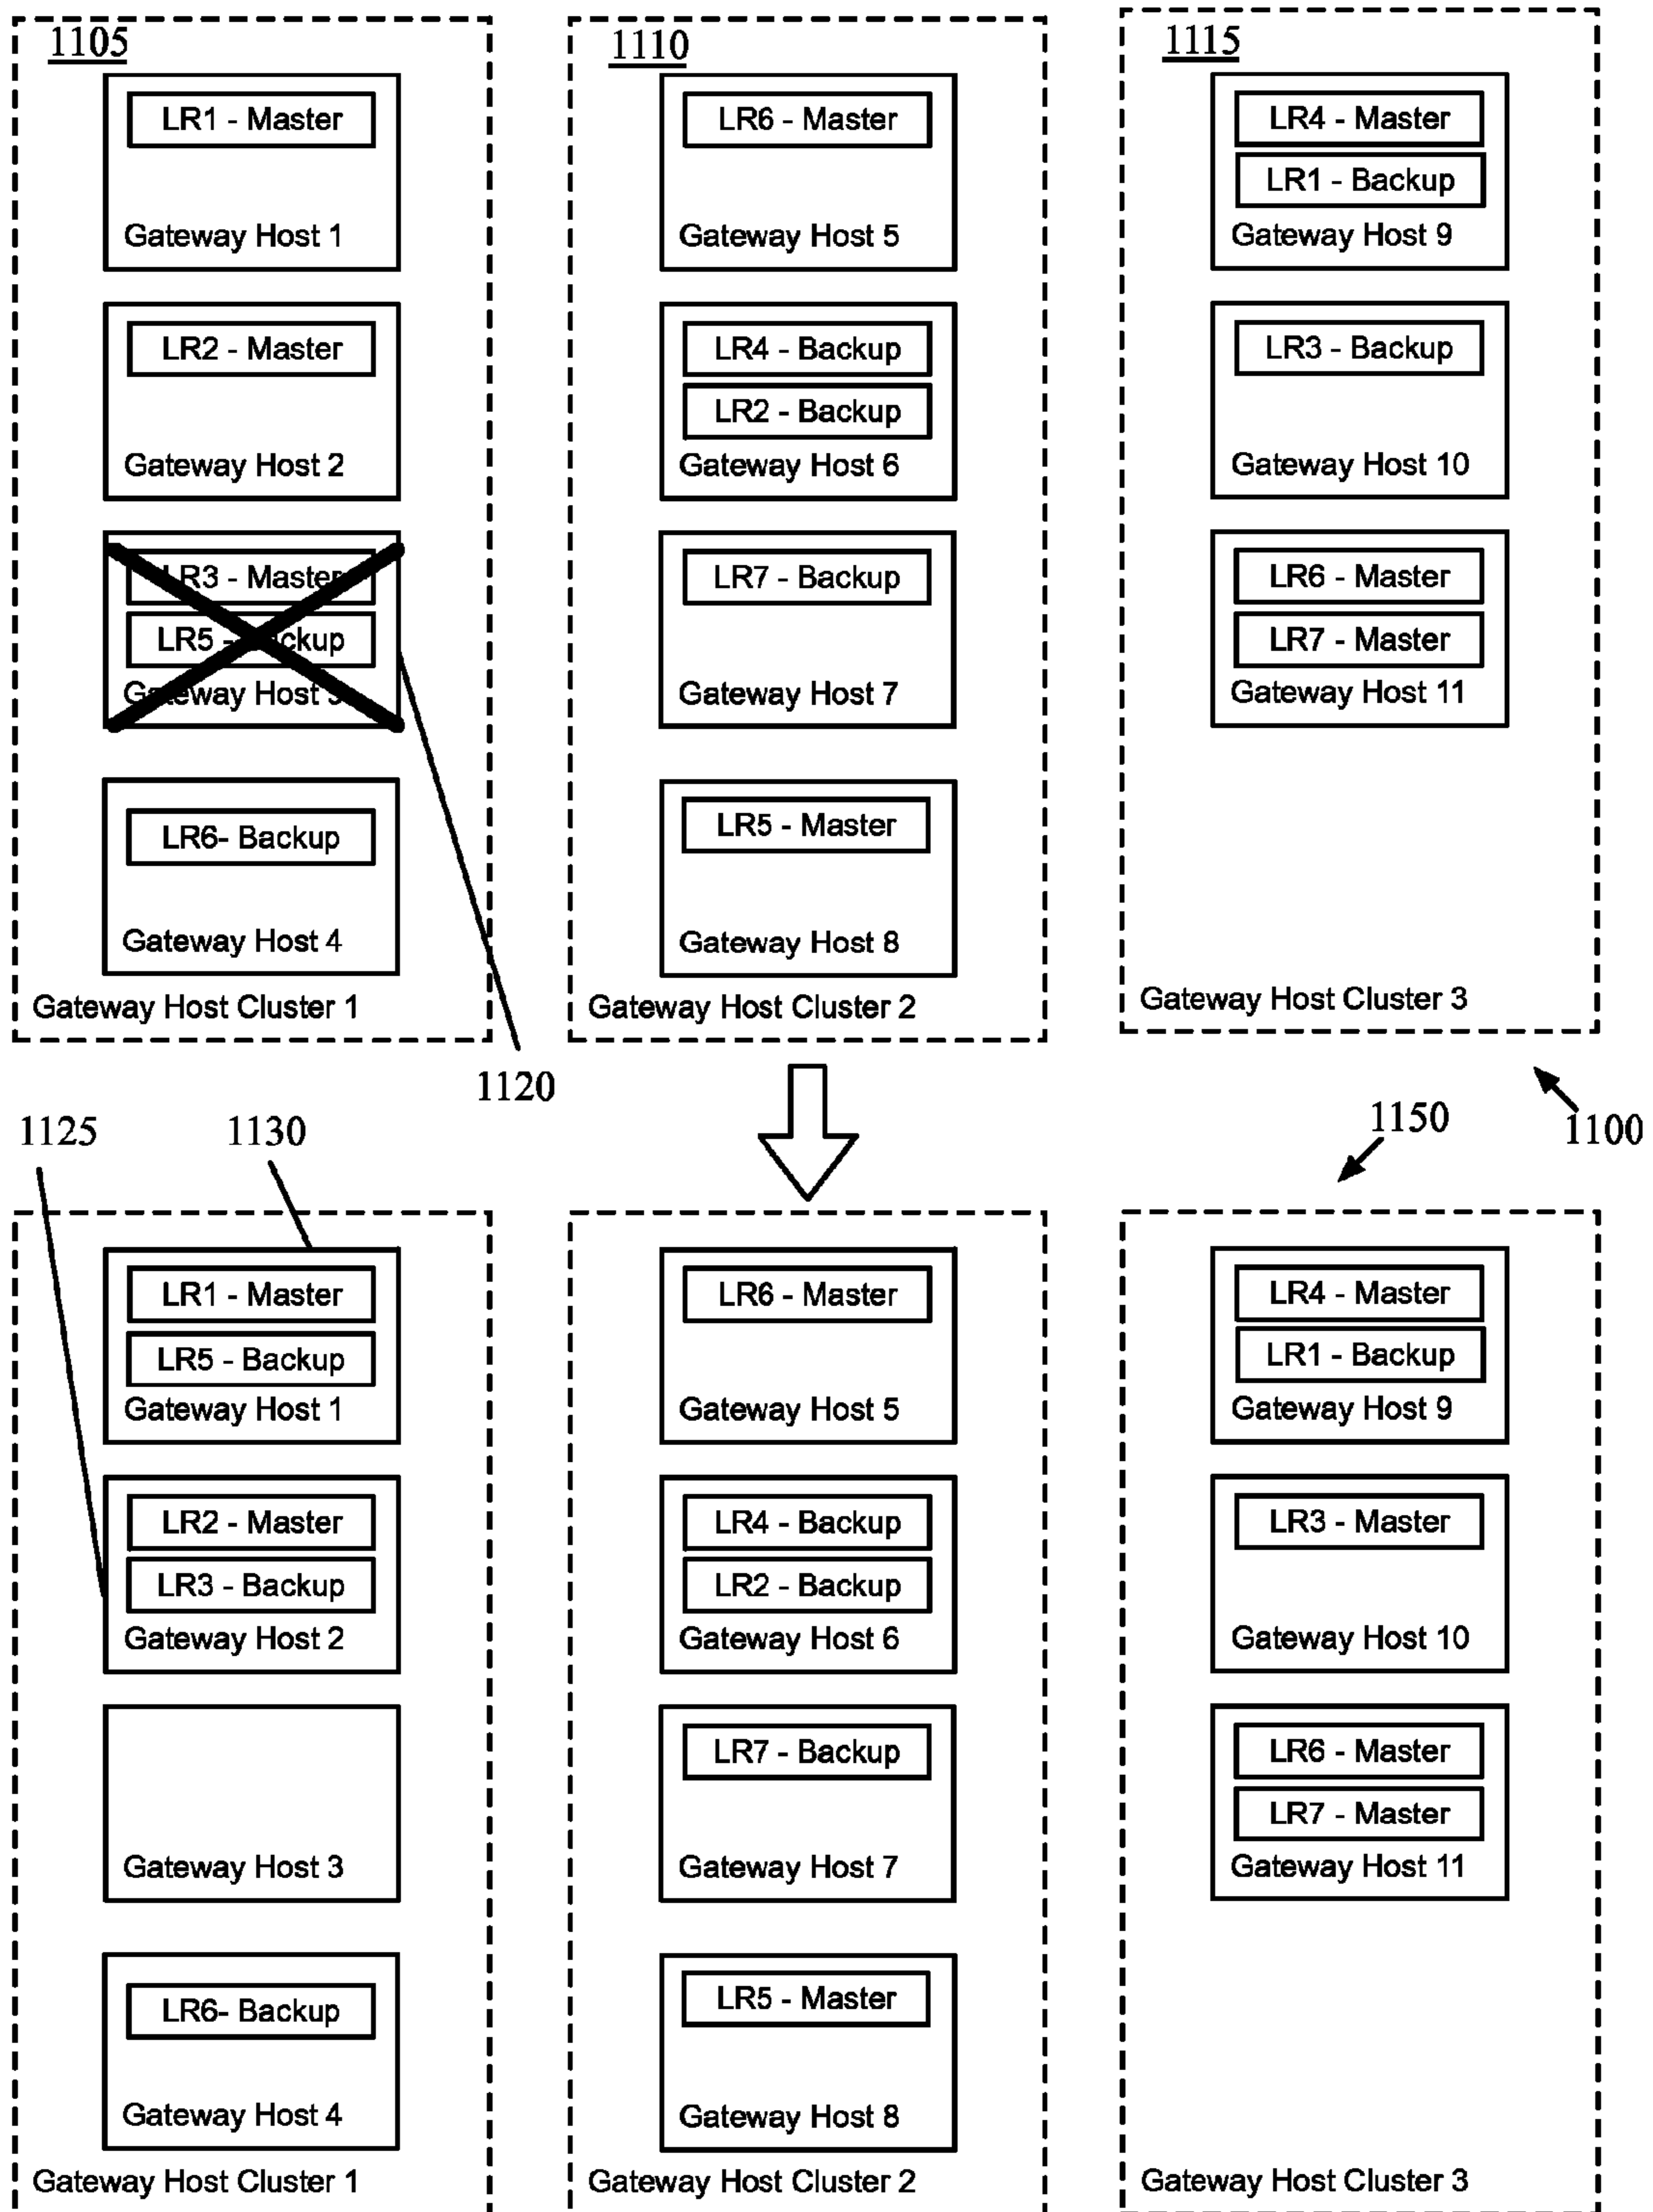 1105
LR1 - Master
Gateway Host 1
LR2 - Master
Gateway Host 2
LR3 - Master
LR5 - Backup
Gateway Host 3
LR6- Backup
Gateway Host 4
Gateway Host Cluster 1
1110
LR6 - Master
Gateway Host 5
LR4 - Backup
LR2 - Backup
Gateway Host 6
LR7 - Backup
Gateway Host 7
LR5 - Master
Gateway Host 8
Gateway Host Cluster 2
1115
LR4 - Master
LR1 - Backup
Gateway Host 9
LR3 - Backup
Gateway Host 10
LR6 - Master
LR7 - Master
Gateway Host 11
Gateway Host Cluster 3
1120
1100
1125
1130
1150
LR1 - Master
LR5 - Backup
Gateway Host 1
LR2 - Master
LR3 - Backup
Gateway Host 2
Gateway Host 3
LR6- Backup
Gateway Host 4
Gateway Host Cluster 1
LR6 - Master
Gateway Host 5
LR4 - Backup
LR2 - Backup
Gateway Host 6
LR7 - Backup
Gateway Host 7
LR5 - Master
Gateway Host 8
Gateway Host Cluster 2
LR4 - Master
LR1 - Backup
Gateway Host 9
LR3 - Master
Gateway Host 10
LR6 - Master
LR7 - Master
Gateway Host 11
Gateway Host Cluster 3